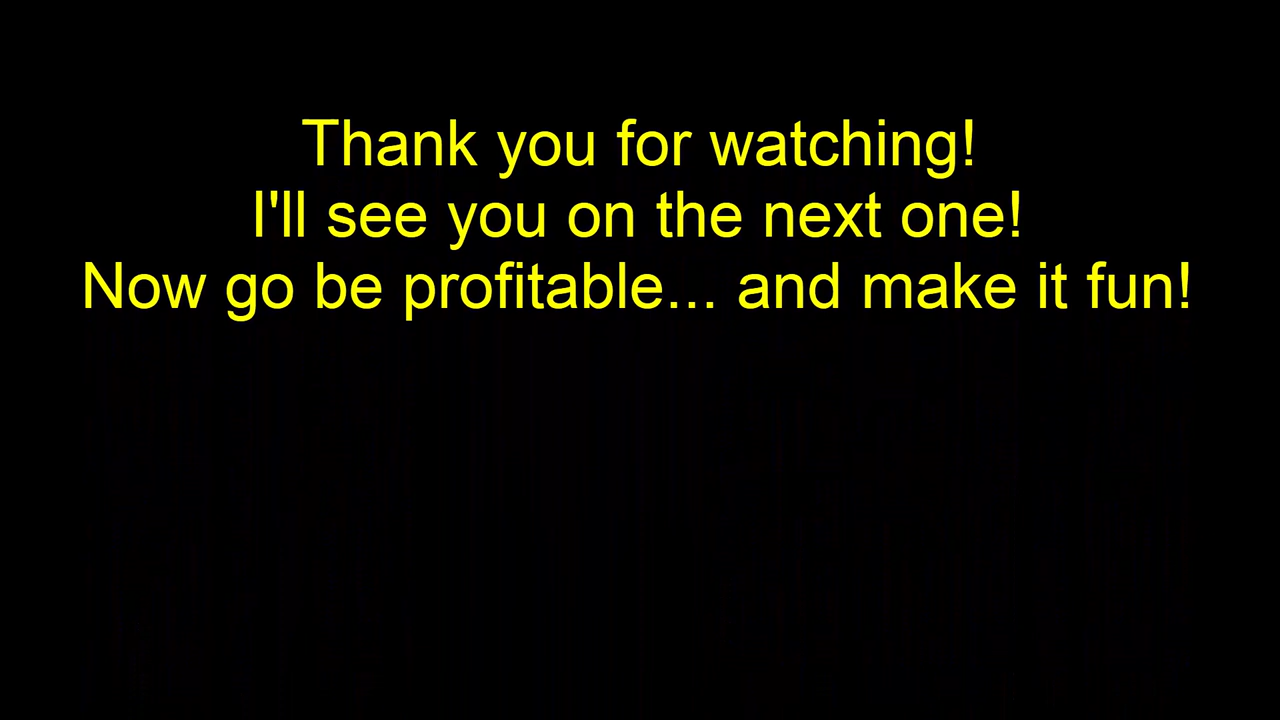 Thank you for watching!
I'll see you on the next one!
Now go be profitable... and make it fun!